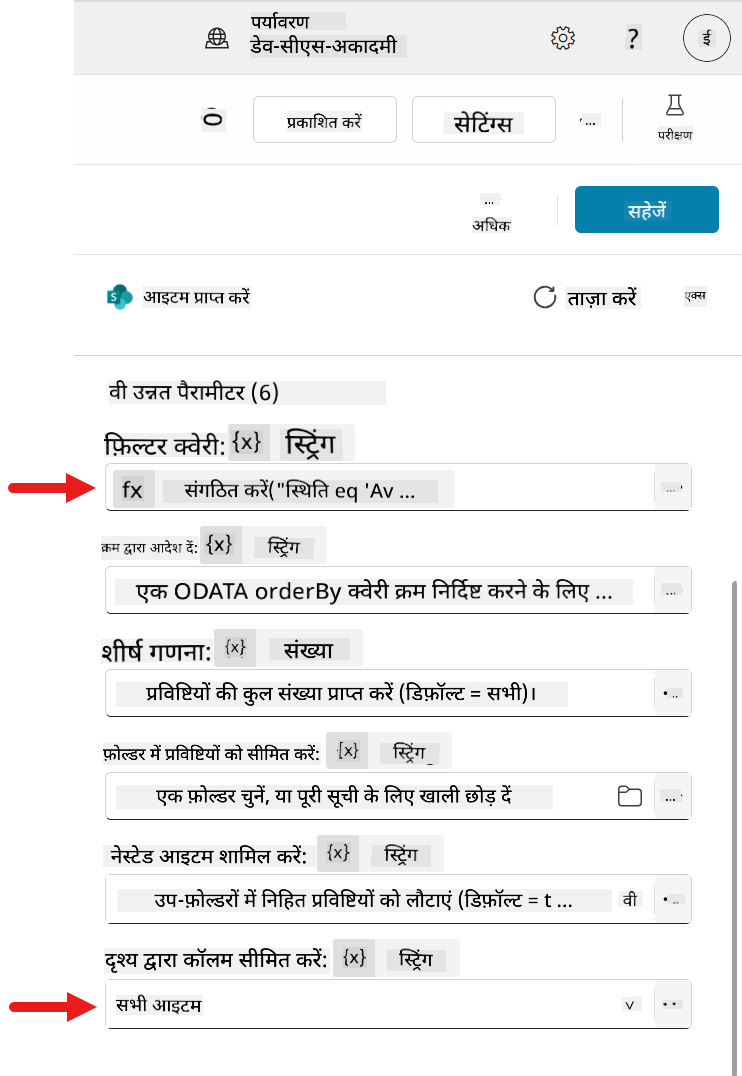 पर्यावरण
डेव-सीएस-अकादमी
?
ई
प्रकाशित करें
सेटिंग्स
...
परीक्षण
...
अधिक
सहेजें
S
आइटम प्राप्त करें
ताज़ा करें
एक्स
वी उन्नत पैरामीटर (6)
फ़िल्टर क्वेरी: {x} स्ट्रिंग
fx संगठित करें("स्थिति eq 'Av ...
...
क्रम द्वारा आदेश दें: {x} स्ट्रिंग
एक ODATA orderBy क्वेरी क्रम निर्दिष्ट करने के लिए ...
...
शीर्ष गणना: {x} संख्या
प्रविष्टियों की कुल संख्या प्राप्त करें (डिफ़ॉल्ट = सभी)।
फ़ोल्डर में प्रविष्टियों को सीमित करें: {x} स्ट्रिंग
एक फ़ोल्डर चुनें, या पूरी सूची के लिए खाली छोड़ दें
...
नेस्टेड आइटम शामिल करें: {x} स्ट्रिंग
उप-फ़ोल्डरों में निहित प्रविष्टियों को लौटाएं (डिफ़ॉल्ट = t ... वी
दृश्य द्वारा कॉलम सीमित करें: {x} स्ट्रिंग
सभी आइटम v